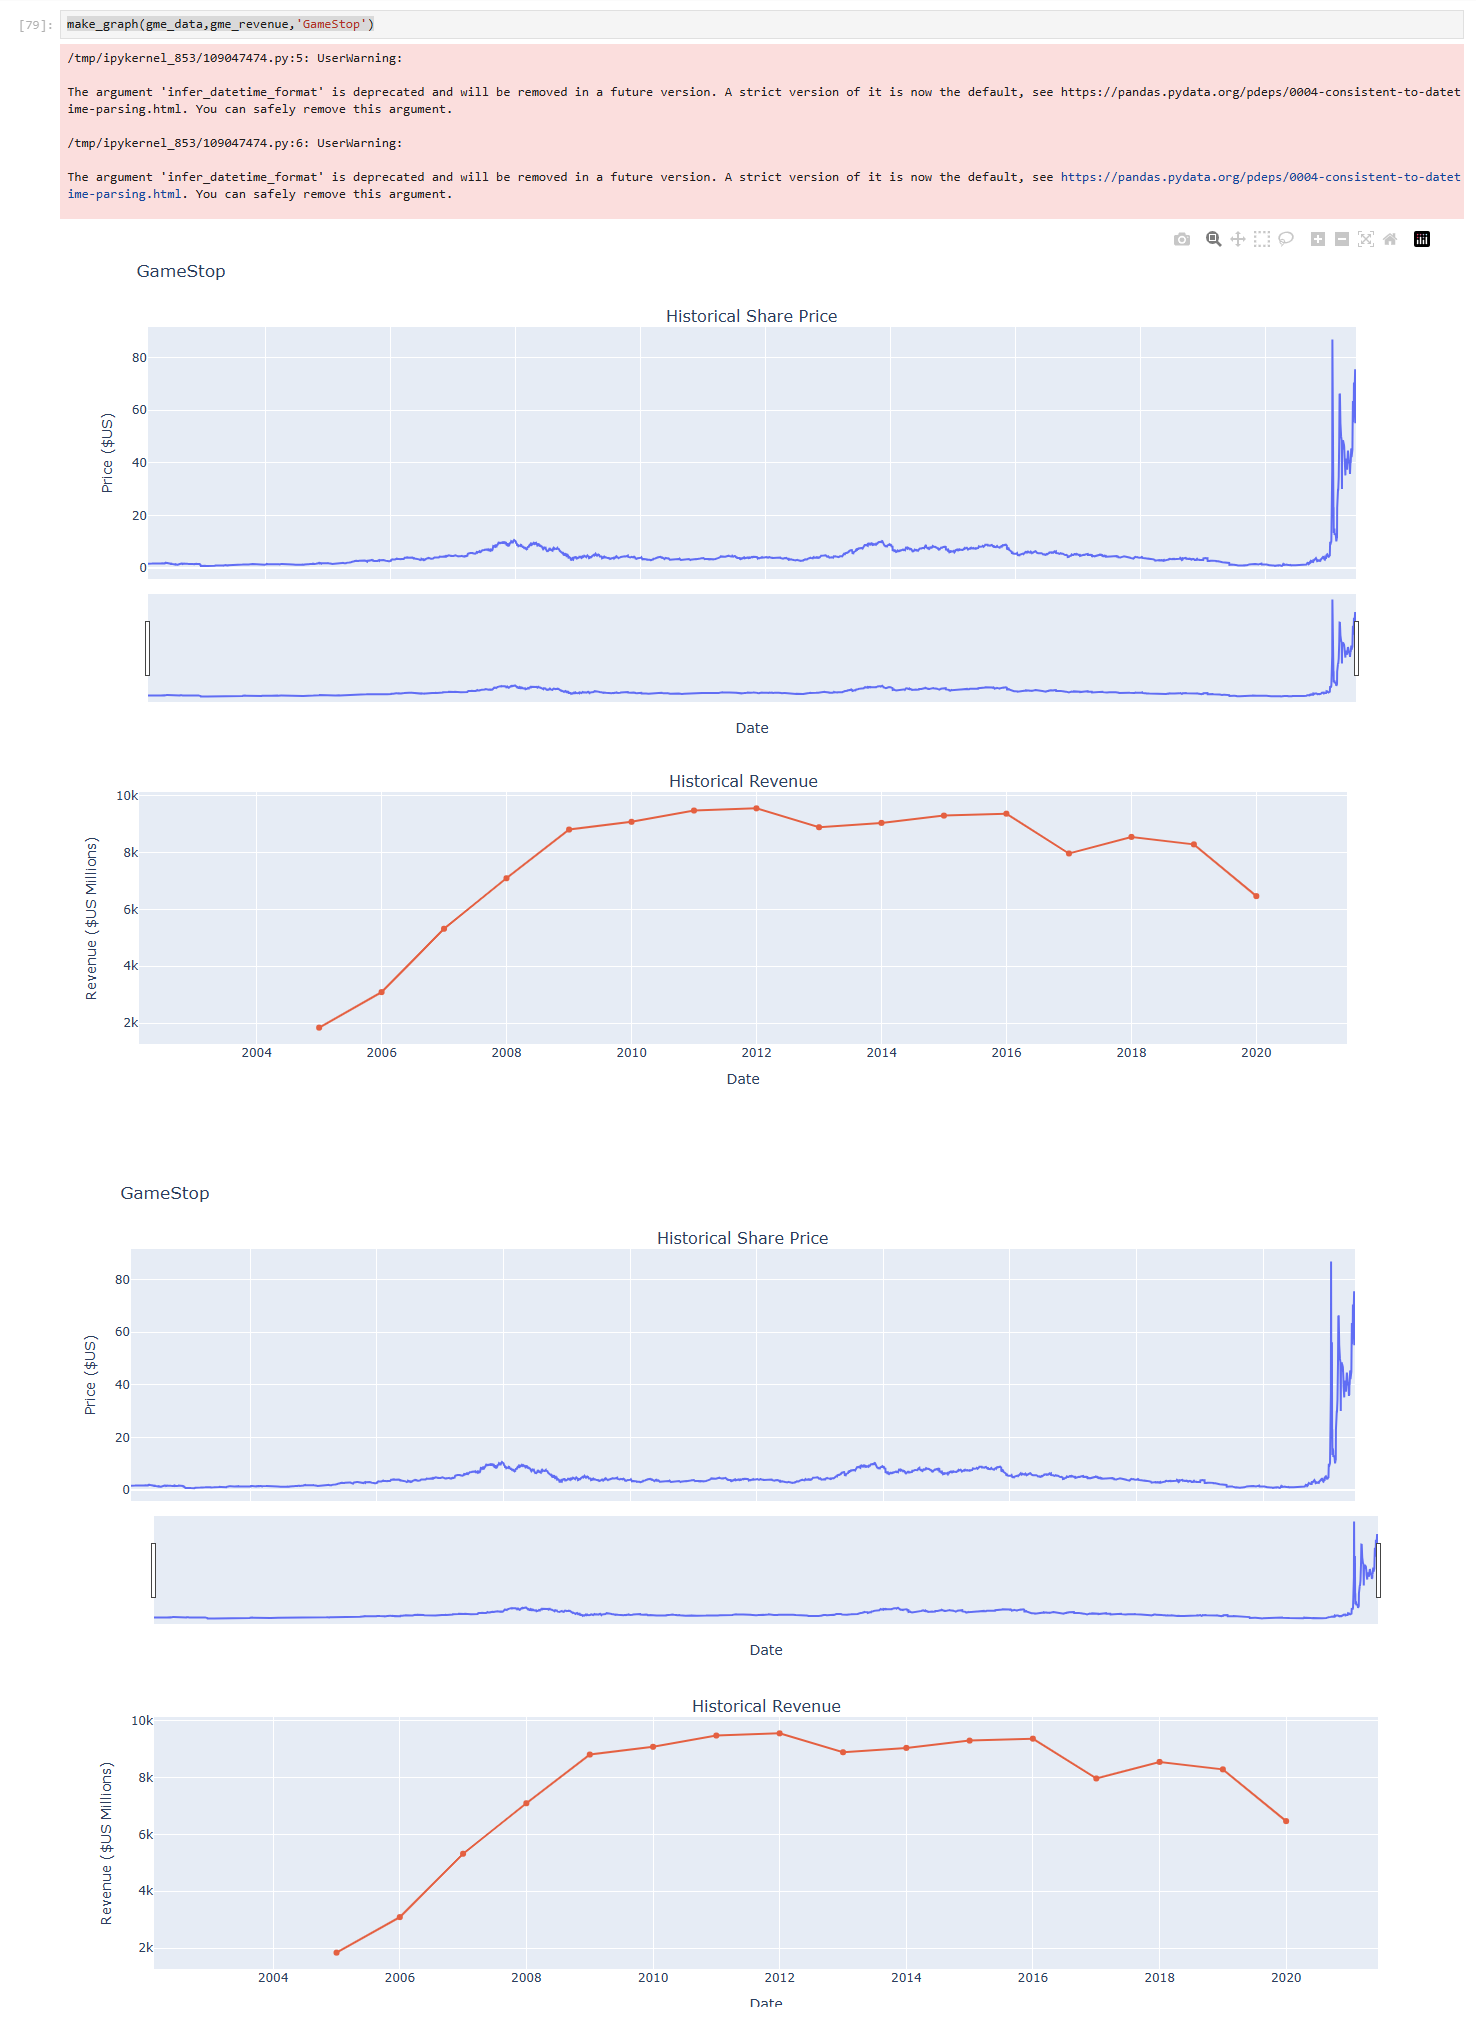 [79]:
make_graph(gme_data,gme_revenue,'GameStop')
/tmp/ipykernel_853/109047474.py:5: UserWarning:
The argument 'infer_datetime_format' is deprecated and will be removed in a future version. A strict version of it is now the default, see https://pandas.pydata.org/pdeps/0004-consistent-to-datet
ime-parsing.html. You can safely remove this argument.
/tmp/ipykernel_853/109047474.py:6: UserWarning:
The argument 'infer_datetime_format' is deprecated and will be removed in a future version. A strict version of it is now the default, see https://pandas.pydata.org/pdeps/0004-consistent-to-datet
ime-parsing.html. You can safely remove this argument.
GameStop
Historical Share Price
Price ($US)
80
60
40
20
0
Date
Historical Revenue
Revenue ($US Millions)
10k
8k
6k
4k
2k
2004 2006 2008 2010 2012 2014 2016 2018 2020
Date
GameStop
Historical Share Price
Price ($US)
80
60
40
20
0
Date
Historical Revenue
Revenue ($US Millions)
10k
8k
6k
4k
2k
2004 2006 2008 2010 2012 2014 2016 2018 2020
Date